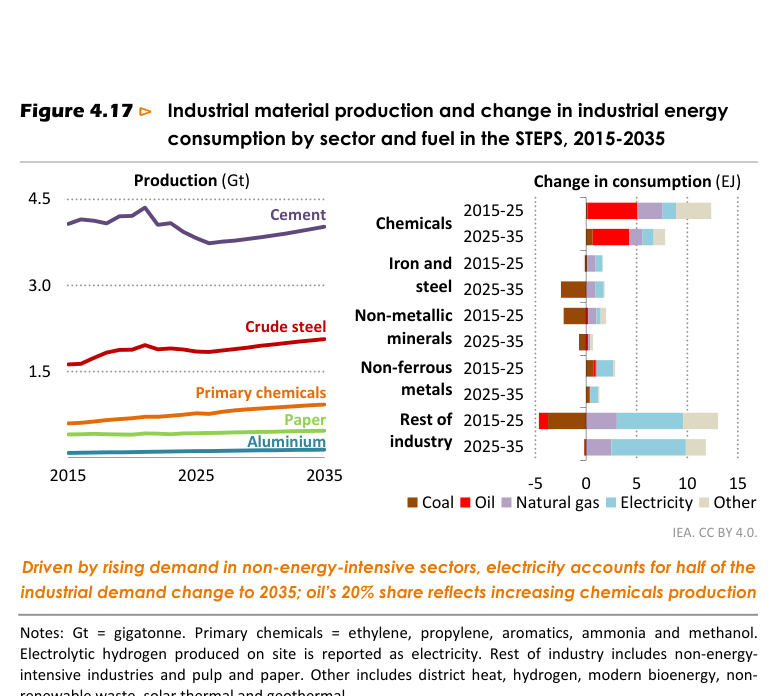 Figure 4.17 ▻ Industrial material production and change in industrial energy
consumption by sector and fuel in the STEPS, 2015-2035
Production (Gt)
4.5
3.0
1.5
Cement
Crude steel
Primary chemicals
Paper
Aluminium
2015 2025 2035
Change in consumption (EJ)
Chemicals
2015-25
2025-35
Iron and
steel
2015-25
2025-35
Non-metallic
minerals
2015-25
2025-35
Non-ferrous
metals
2015-25
2025-35
Rest of
industry
2015-25
2025-35
-5 0 5 10 15
Coal Oil Natural gas Electricity Other
IEA. CC BY 4.0.
Driven by rising demand in non-energy-intensive sectors, electricity accounts for half of the
industrial demand change to 2035; oil's 20% share reflects increasing chemicals production
Notes: Gt = gigatonne. Primary chemicals = ethylene, propylene, aromatics, ammonia and methanol.
Electrolytic hydrogen produced on site is reported as electricity. Rest of industry includes non-energy-
intensive industries and pulp and paper. Other includes district heat, hydrogen, modern bioenergy, non-
renewable waste, solar thermal and geothermal.